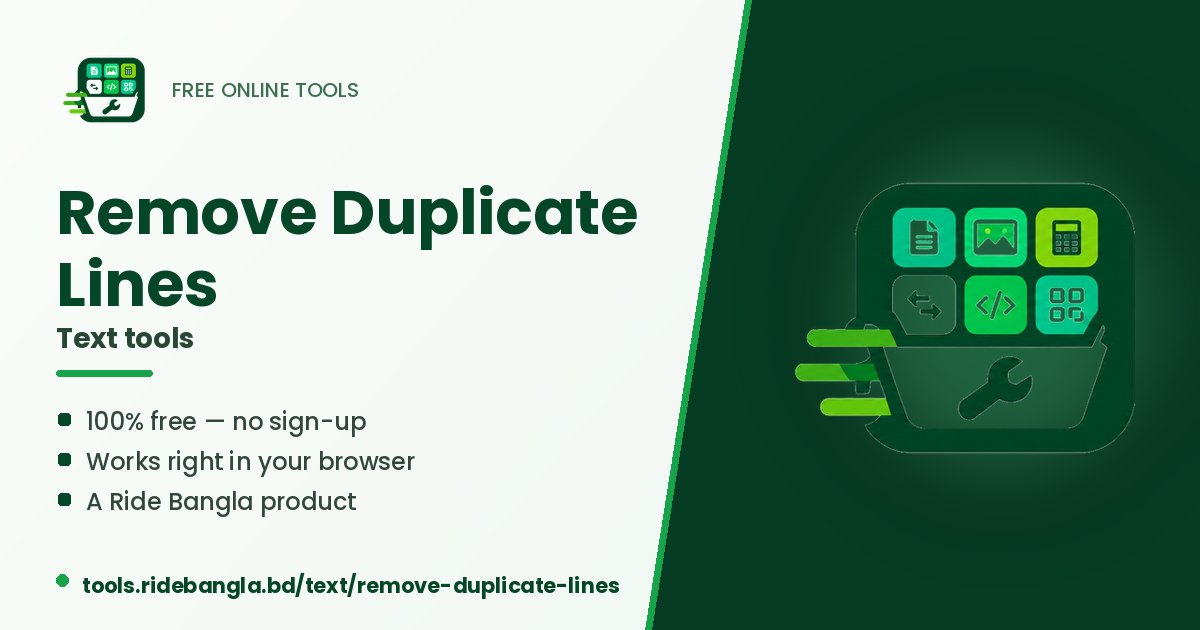 FREE ONLINE TOOLS
Remove Duplicate
Lines
Text tools
100% free — no sign-up
Works right in your browser
A Ride Bangla product
tools.ridebangla.bd/text/remove-duplicate-lines